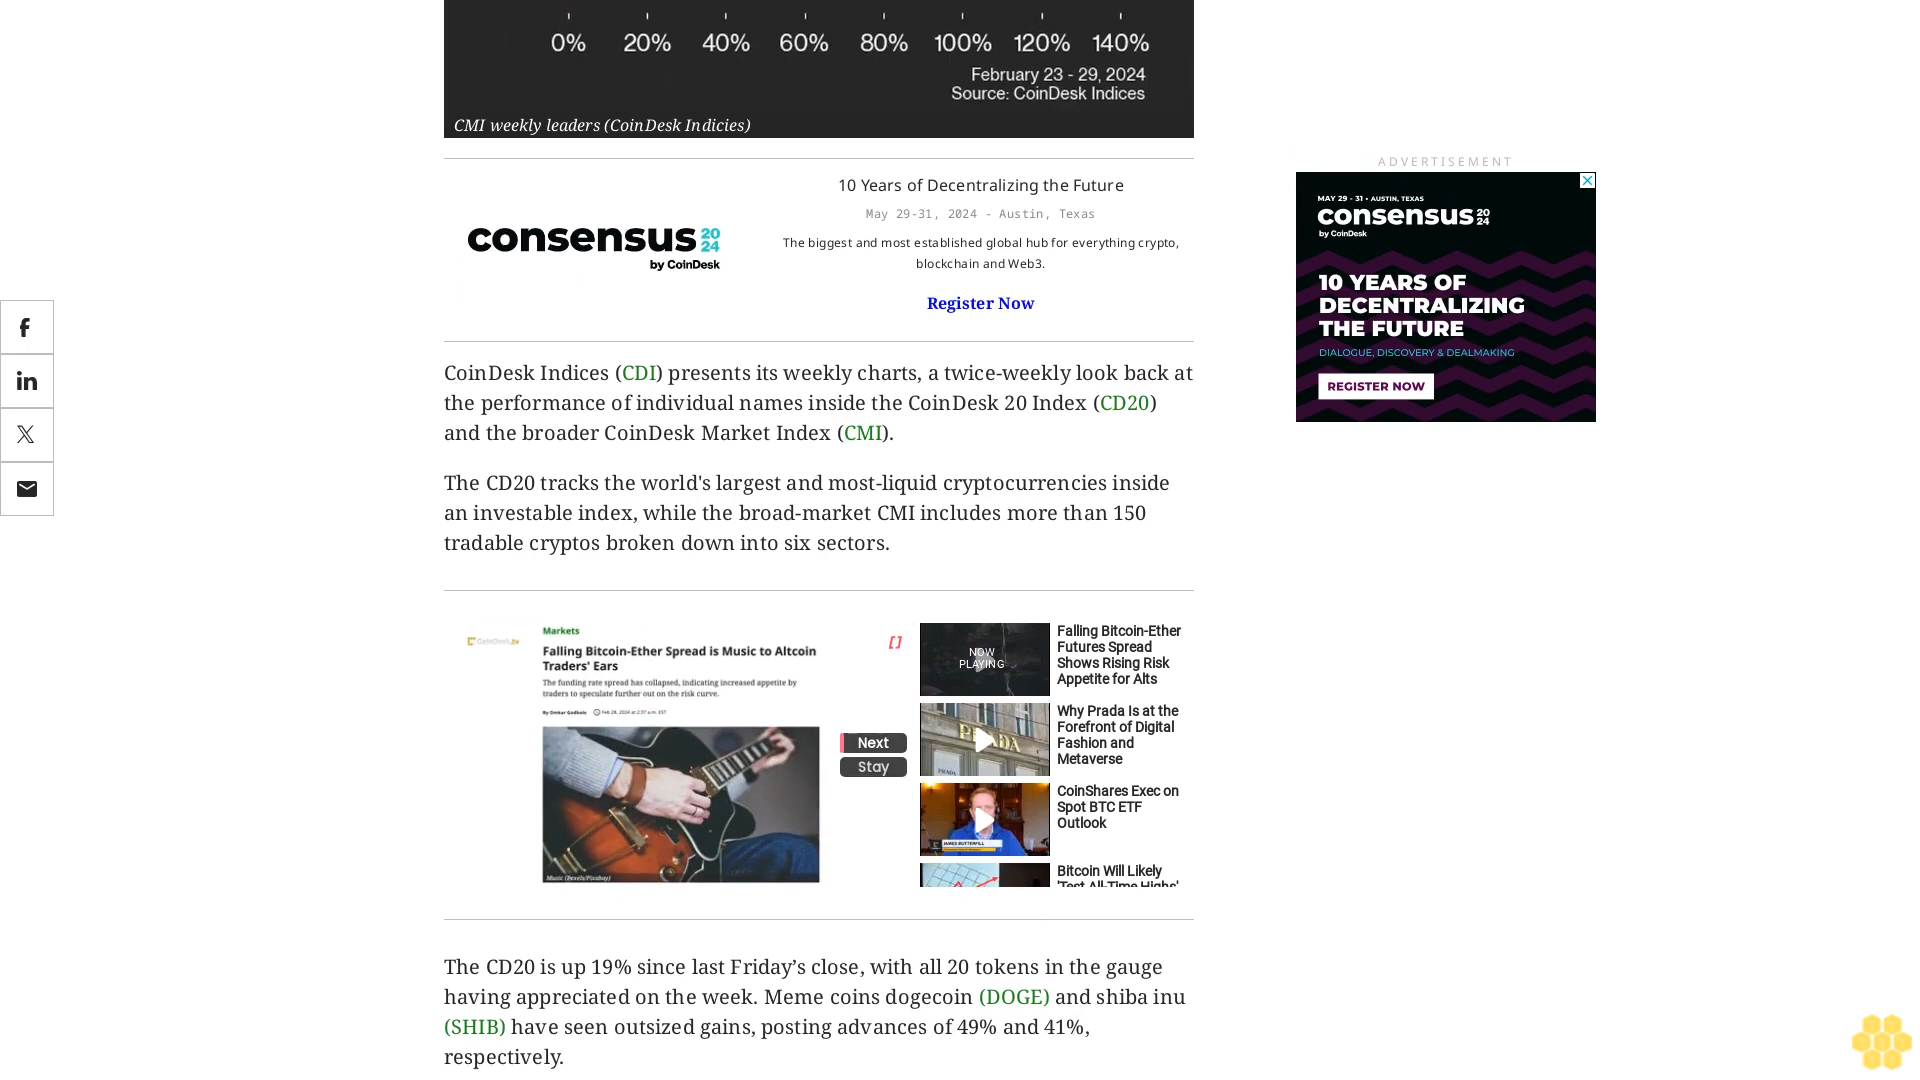 0% 20% 40% 60% 80% 100% 120% 140%
February 23 - 29, 2024
Source: CoinDesk Indices
CMI weekly leaders (CoinDesk Indicies)
consensus 2024
by CoinDesk
10 Years of Decentralizing the Future
May 29-31, 2024 - Austin, Texas
The biggest and most established global hub for everything crypto,
blockchain and Web3.
Register Now
ADVERTISEMENT
MAY 29 - 31 • AUSTIN, TEXAS
consensus 2024
by CoinDesk
10 YEARS OF
DECENTRALIZING
THE FUTURE
DIALOGUE, DISCOVERY & DEALMAKING
REGISTER NOW
CoinDesk Indices (CDI) presents its weekly charts, a twice-weekly look back at
the performance of individual names inside the CoinDesk 20 Index (CD20)
and the broader CoinDesk Market Index (CMI).
The CD20 tracks the world's largest and most-liquid cryptocurrencies inside
an investable index, while the broad-market CMI includes more than 150
tradable cryptos broken down into six sectors.
CoinDesk tv
Markets
Falling Bitcoin-Ether Spread is Music to Altcoin
Traders' Ears
The funding rate spread has collapsed, indicating increased appetite by
traders to speculate further out on the risk curve.
By Omkar Godbole Feb 29, 2024 at 2:37 a.m. EST
Music (Pexels/Pixabay)
Next
Stay
NOW
PLAYING
Falling Bitcoin-Ether
Futures Spread
Shows Rising Risk
Appetite for Alts
PRADA
PRADA
Why Prada Is at the
Forefront of Digital
Fashion and
Metaverse
JAMES BUTTERFILL
CoinShares Exec on
Spot BTC ETF
Outlook
Bitcoin Will Likely
'Test All-Time Highs'
The CD20 is up 19% since last Friday’s close, with all 20 tokens in the gauge
having appreciated on the week. Meme coins dogecoin (DOGE) and shiba inu
(SHIB) have seen outsized gains, posting advances of 49% and 41%,
respectively.